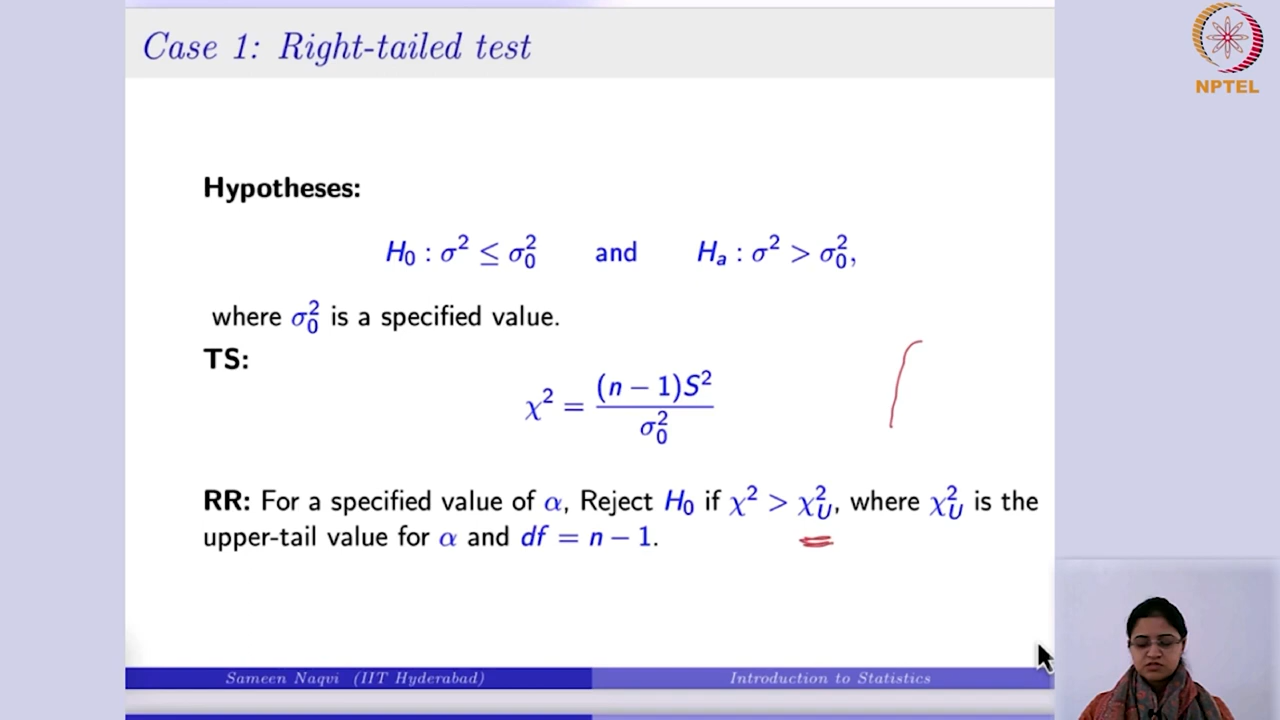 Case 1: Right-tailed test
NPTEL
Hypotheses:
H₀ : σ² ≤ σ₀² and Hₐ : σ² > σ₀²,
where σ₀² is a specified value.
TS:
χ² = (n − 1)S² / σ₀²
RR: For a specified value of α, Reject H₀ if χ² > χ²_U, where χ²_U is the
upper-tail value for α and df = n − 1.
Sameen Naqvi (IIT Hyderabad) Introduction to Statistics